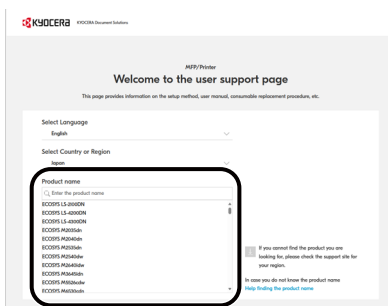 KYOCERA KYOCERA Document Solutions
MFP/Printer
Welcome to the user support page
This page provides information on the setup method, user manual, consumable replacement procedure, etc.
Select Language
English
Select Country or Region
Japan
Product name
Enter the product name
ECOSYS LS-2100DN
ECOSYS LS-4200DN
ECOSYS LS-4300DN
ECOSYS M2035dn
ECOSYS M2040dn
ECOSYS M2535dn
ECOSYS M2540dw
ECOSYS M2640idw
ECOSYS M3645idn
ECOSYS M5526cdw
ECOSYS M6530cdn
If you cannot find the product you are
looking for, please check the support site for
your region.
In case you do not know the product name
Help finding the product name